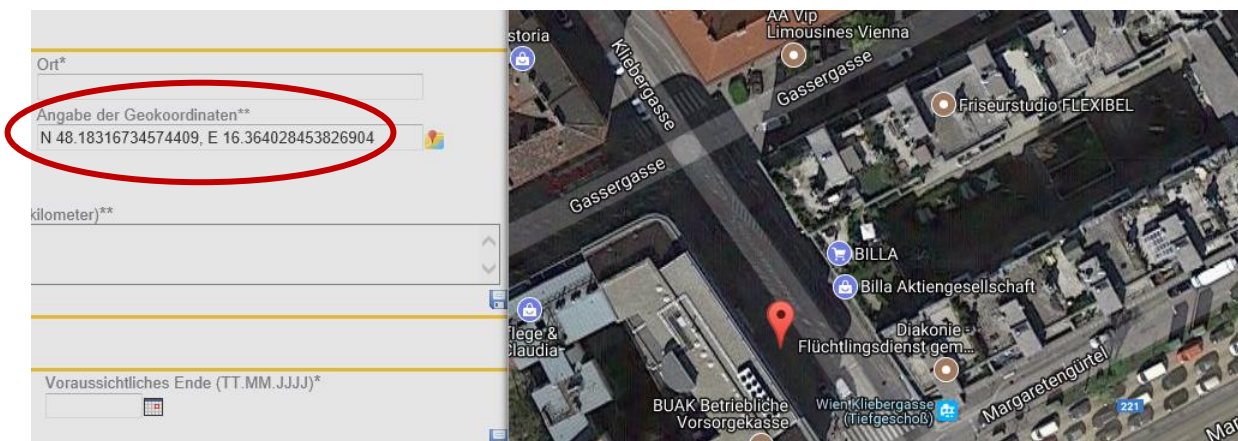 Ort*
Angabe der Geokoordinaten**
N 48.18316734574409, E 16.364028453826904
kilometer)**
Voraussichtliches Ende (TT.MM.JJJJ)*
storia
AA Vip
Limousines Vienna
Kliebergasse
Gassergasse
Friseurstudio FLEXIBEL
Gassergasse
BILLA
Billa Aktiengesellschaft
flege &
Claudia
Diakonie -
Flüchtlingsdienst gem...
Margaretengürtel
BUAK Betriebliche
Vorsorgekasse
Wien Kliebergasse
(Tiefgeschoß)
221
Mar